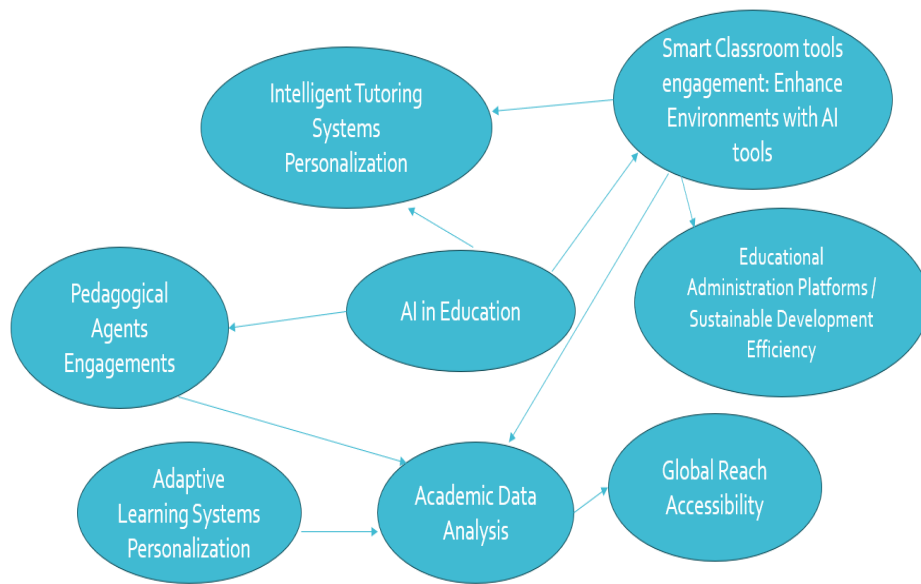 Intelligent Tutoring
Systems
Personalization
Smart Classroom tools
engagement: Enhance
Environments with AI
tools
Educational
Administration Platforms /
Sustainable Development
Efficiency
AI in Education
Pedagogical
Agents
Engagements
Adaptive
Learning Systems
Personalization
Academic Data
Analysis
Global Reach
Accessibility